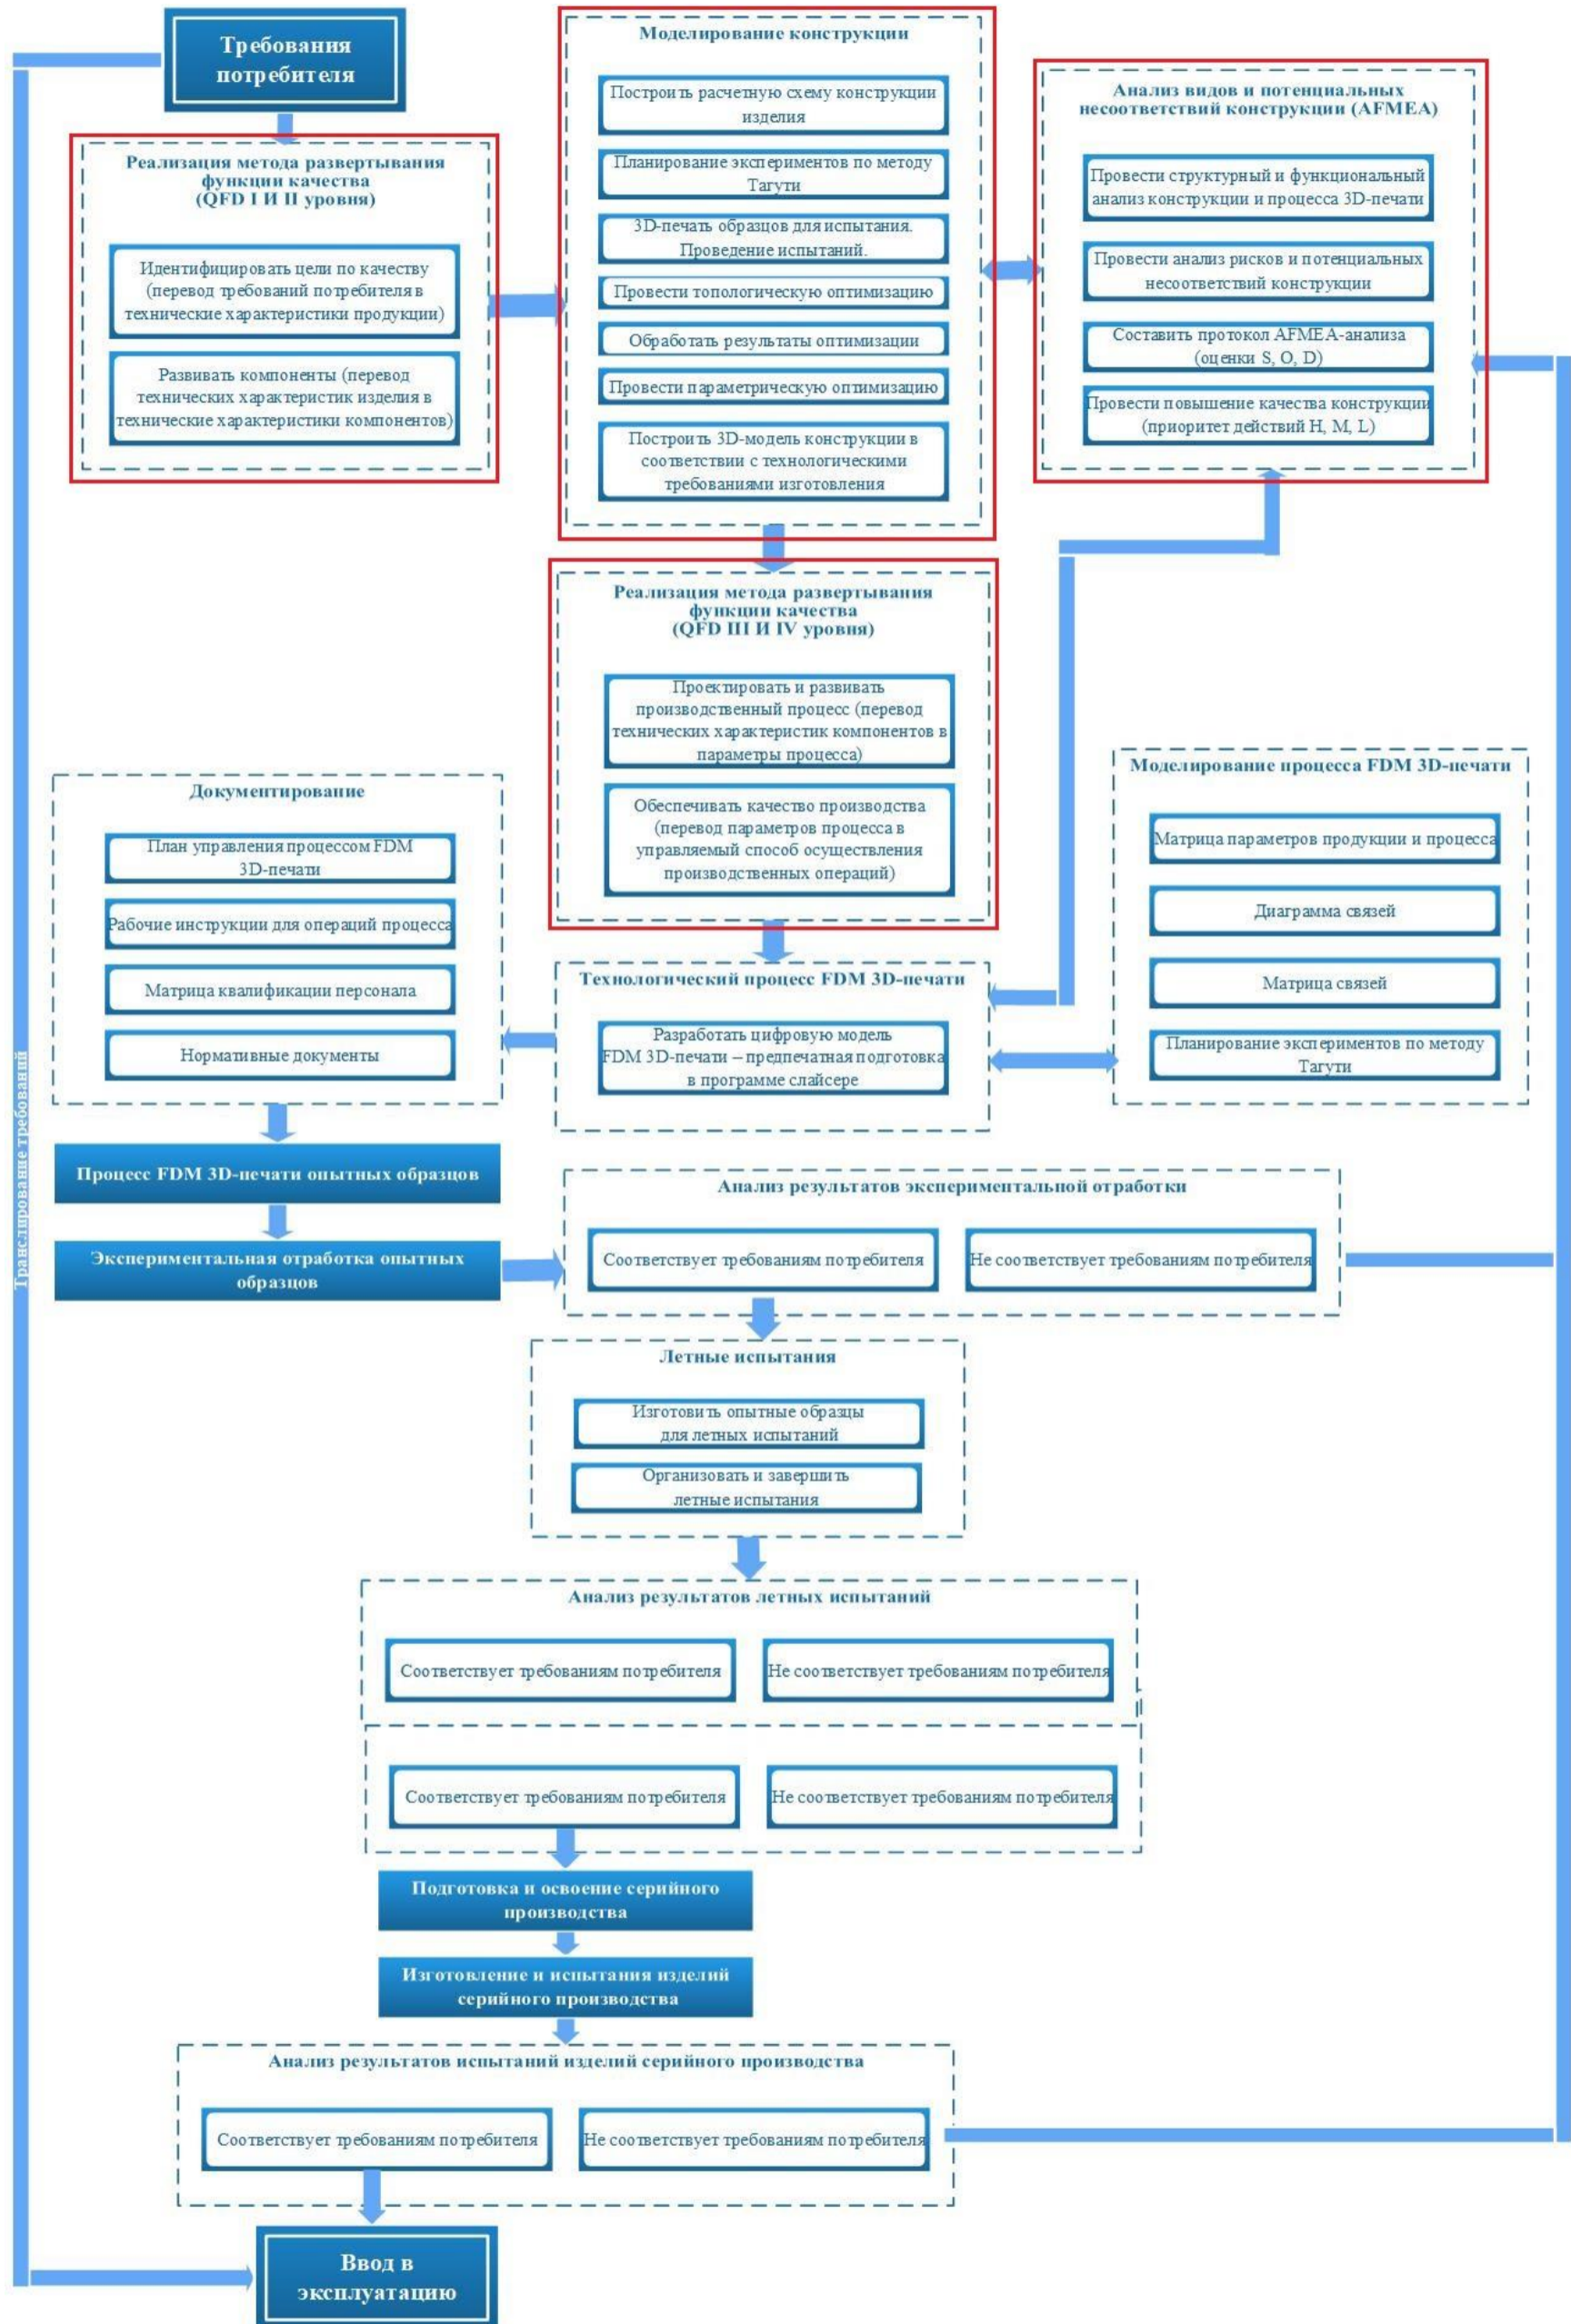 Требования
потребителя
Реализация метода развертывания
функции качества
(QFD I И II уровня)
Идентифицировать цели по качеству
(перевод требований потребителя в
технические характеристики продукции)
Развивать компоненты (перевод
технических характеристик изделия в
технические характеристики компонентов)
Моделирование конструкции
Построить расчетную схему конструкции
изделия
Планирование экспериментов по методу
Тагути
3D-печать образцов для испытания.
Проведение испытаний.
Провести топологическую оптимизацию
Обработать результаты оптимизации
Провести параметрическую оптимизацию
Построить 3D-модель конструкции в
соответствии с технологическими
требованиями изготовления
Анализ видов и потенциальных
несоответствий конструкции (AFMEA)
Провести структурный и функциональный
анализ конструкции и процесса 3D-печати
Провести анализ рисков и потенциальных
несоответствий конструкции
Составить протокол AFMEA-анализа
(оценки S, O, D)
Провести повышение качества конструкции
(приоритет действий H, M, L)
Реализация метода развертывания
функции качества
(QFD III И IV уровня)
Проектировать и развивать
производственный процесс (перевод
технических характеристик компонентов в
параметры процесса)
Обеспечивать качество производства
(перевод параметров процесса в
управляемый способ осуществления
производственных операций)
Моделирование процесса FDM 3D-печати
Матрица параметров продукции и процесса
Диаграмма связей
Матрица связей
Планирование экспериментов по методу
Тагути
Документирование
План управления процессом FDM
3D-печати
Рабочие инструкции для операций процесса
Матрица квалификации персонала
Нормативные документы
Технологический процесс FDM 3D-печати
Разработать цифровую модель
FDM 3D-печати – предпечатная подготовка
в программе слайсере
Транслирование требований
Процесс FDM 3D-печати опытных образцов
Экспериментальная отработка опытных
образцов
Анализ результатов экспериментальной отработки
Соответствует требованиям потребителя
Не соответствует требованиям потребителя
Летные испытания
Изготовить опытные образцы
для летных испытаний
Организовать и завершить
летные испытания
Анализ результатов летных испытаний
Соответствует требованиям потребителя
Не соответствует требованиям потребителя
Соответствует требованиям потребителя
Не соответствует требованиям потребителя
Подготовка и освоение серийного
производства
Изготовление и испытания изделий
серийного производства
Анализ результатов испытаний изделий серийного производства
Соответствует требованиям потребителя
Не соответствует требованиям потребителя
Ввод в
эксплуатацию